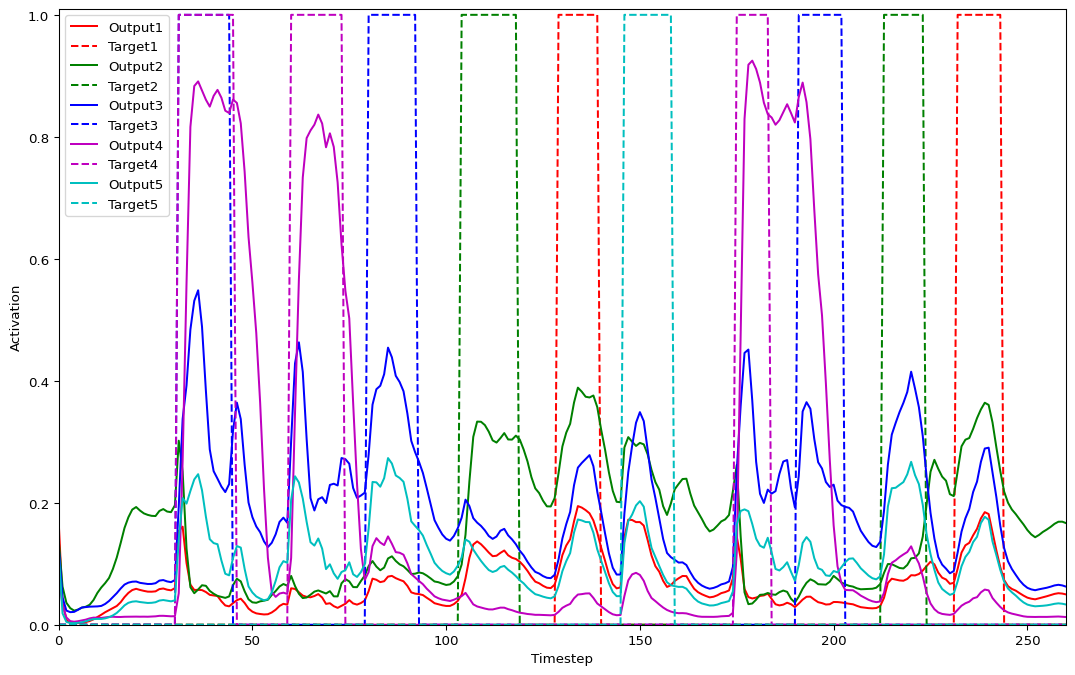 1.0
0.8
0.6
0.4
0.2
0.0
Activation
Output1
Target1
Output2
Target2
Output3
Target3
Output4
Target4
Output5
Target5
0
50
100
150
200
250
Timestep